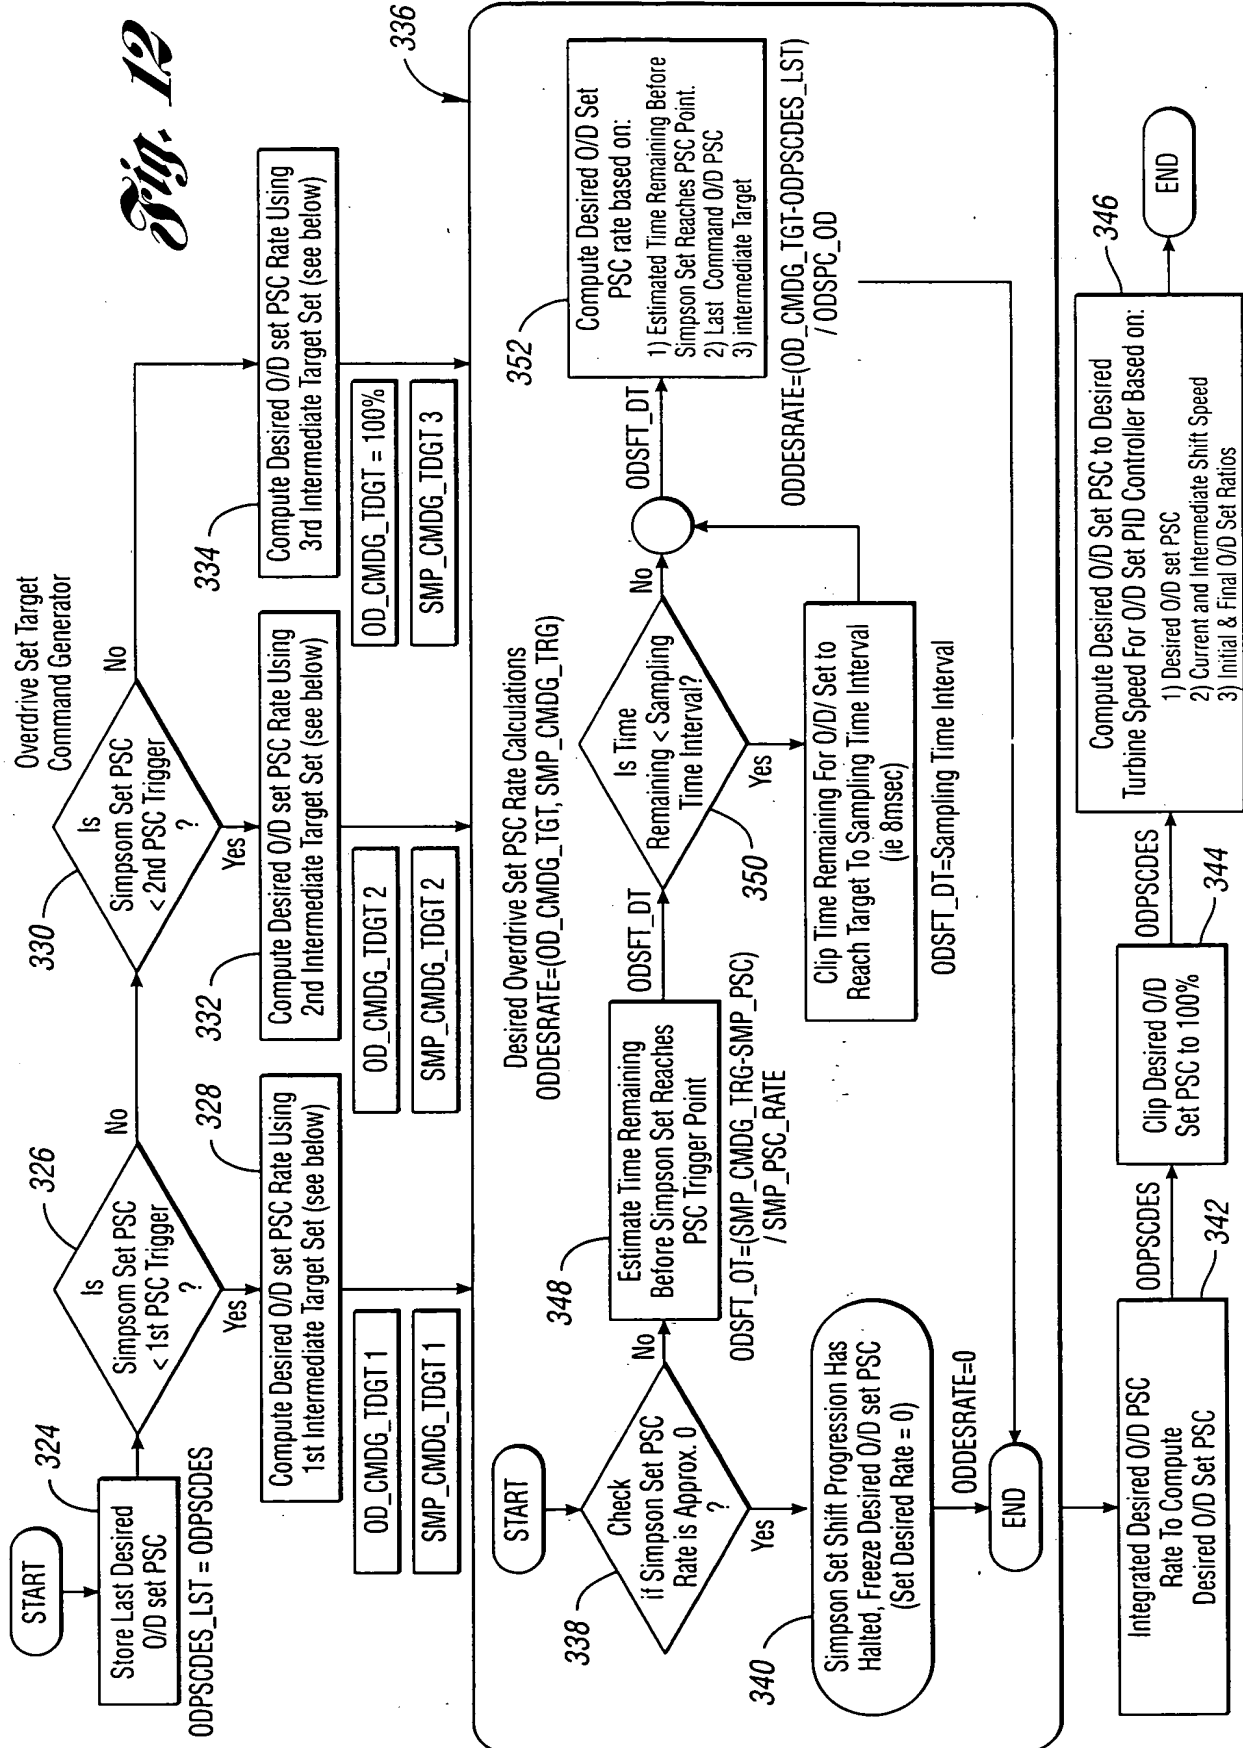 Fig. 12
START
324
Store Last Desired
O/D set PSC
ODPSCDES_LST = ODPSCDES
326
Is
Simpsom Set PSC
< 1st PSC Trigger
?
No
Yes
328
Compute Desired O/D set PSC Rate Using
1st Intermediate Target Set (see below)
OD_CMDG_TDGT 1
SMP_CMDG_TDGT 1
Overdrive Set Target
Command Generator
330
Is
Simpsom Set PSC
< 2nd PSC Trigger
?
No
Yes
332
Compute Desired O/D set PSC Rate Using
2nd Intermediate Target Set (see below)
OD_CMDG_TDGT 2
SMP_CMDG_TDGT 2
334
Compute Desired O/D set PSC Rate Using
3rd Intermediate Target Set (see below)
OD_CMDG_TDGT = 100%
SMP_CMDG_TDGT 3
336
Desired Overdrive Set PSC Rate Calculations
ODDESRATE=(OD_CMDG_TGT, SMP_CMDG_TRG)
START
338
Check
if Simpson Set PSC
Rate is Approx. 0
?
No
Yes
340
Simpson Set Shift Progression Has
Halted, Freeze Desired O/D set PSC
(Set Desired Rate = 0)
ODDESRATE=0
END
348
Estimate Time Remaining
Before Simpson Set Reaches
PSC Trigger Point
ODSFT_OT=(SMP_CMDG_TRG-SMP_PSC)
/ SMP_PSC_RATE
ODSFT_DT
350
Is Time
Remaining < Sampling
Time Interval?
No
Yes
Clip Time Remaining For O/D/ Set to
Reach Target To Sampling Time Interval
(ie 8msec)
ODSFT_DT=Sampling Time Interval
ODSFT_DT
352
Compute Desired O/D Set
PSC rate based on:
1) Estimated Time Remaining Before
Simpson Set Reaches PSC Point.
2) Last Command O/D PSC
3) intermediate Target
ODDESRATE=(OD_CMDG_TGT-ODPSCDES_LST)
/ ODSPC_OD
Integrated Desired O/D PSC
Rate To Compute
Desired O/D Set PSC
342
ODPSCDES
Clip Desired O/D
Set PSC to 100%
344
ODPSCDES
Compute Desired O/D Set PSC to Desired
Turbine Speed For O/D Set PID Controller Based on:
1) Desired O/D set PSC
2) Current and Intermediate Shift Speed
3) Initial & Final O/D Set Ratios
346
END